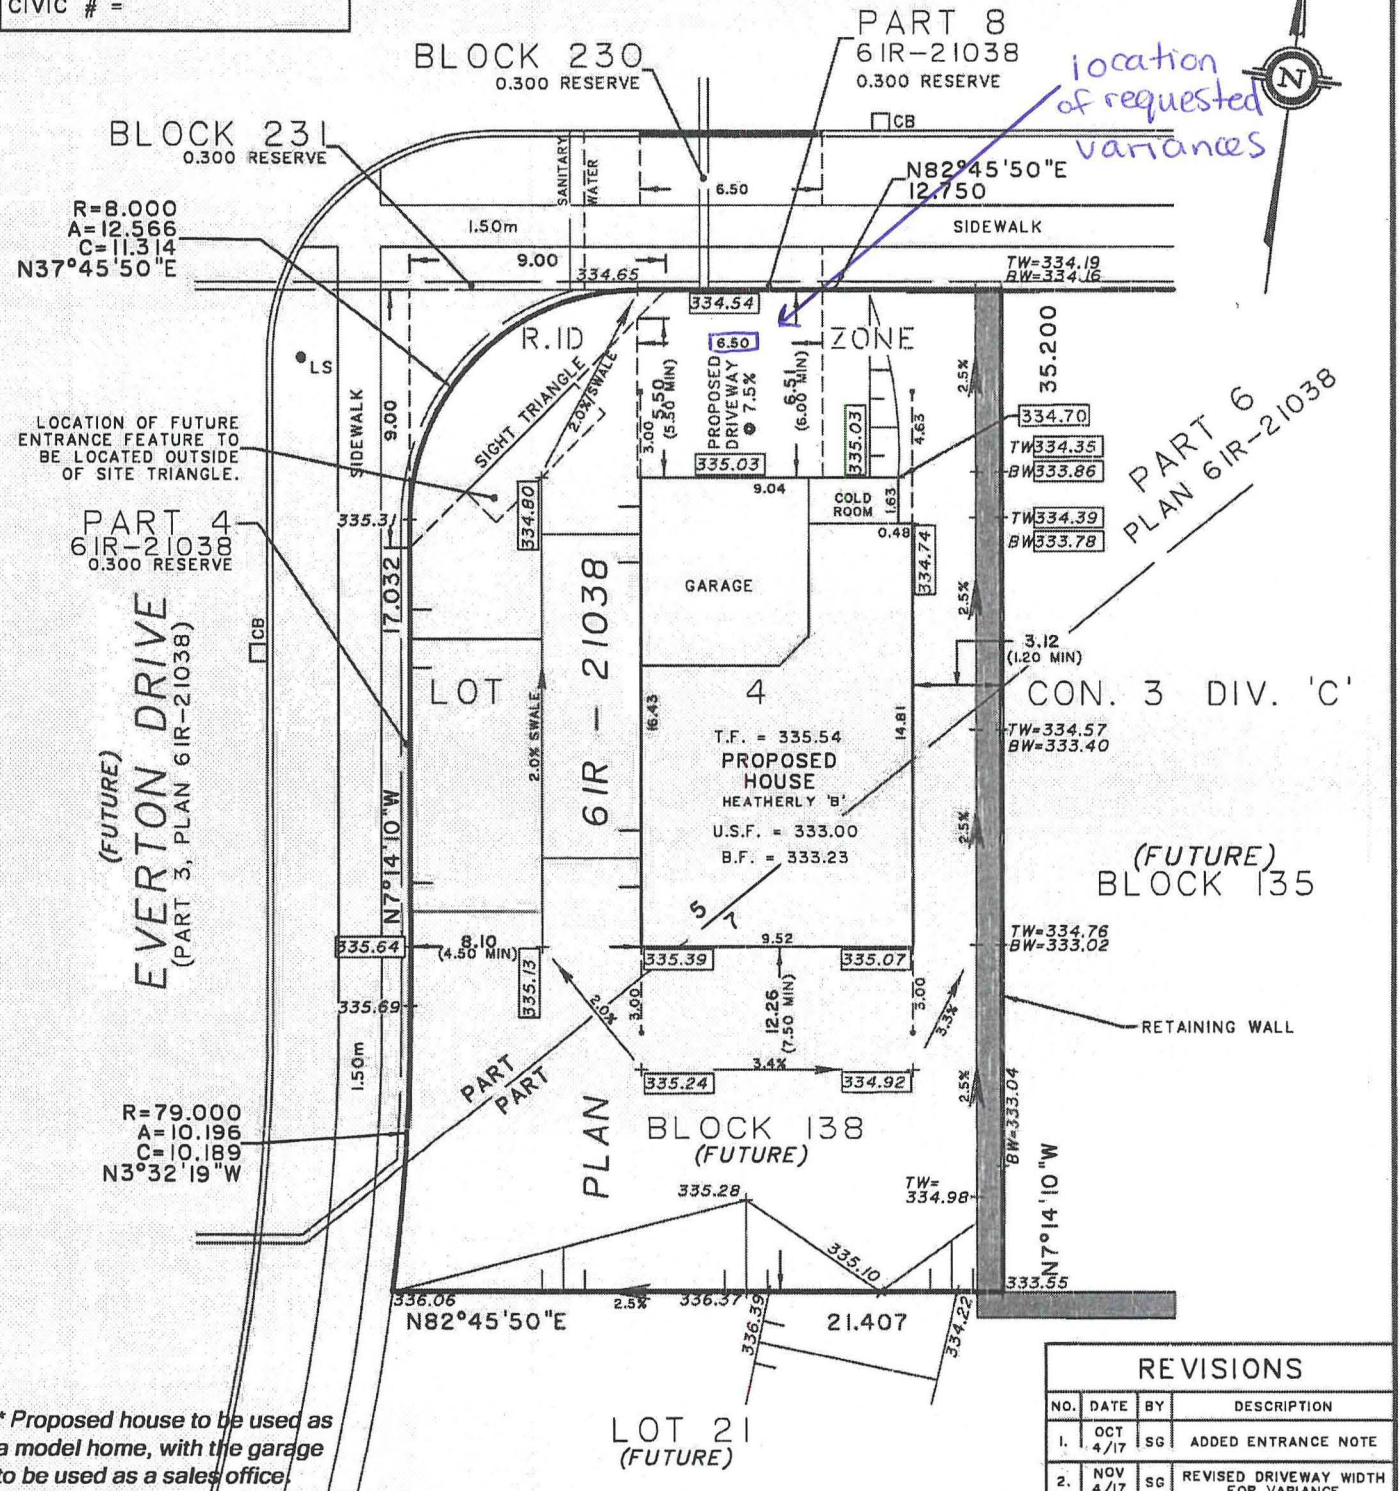 CIVIC # =
BLOCK 230
0.300 RESERVE
PART 8
61R-21038
0.300 RESERVE
location
of requested
variances
N
BLOCK 231
0.300 RESERVE
CB
SANITARY
WATER
6.50
N82°45'50"E
12.750
R=8.000
A=12.566
C=11.314
N37°45'50"E
1.50m
SIDEWALK
9.00
334.65
TW=334.19
BW=334.16
334.54
R.ID
ZONE
6.50
LS
SIDEWALK
9.00
SIGHT TRIANGLE
2.0% SWALE
3.00
5.50
(5.50 MIN)
PROPOSED
DRIVEWAY
@ 7.5%
6.51
(6.00 MIN)
335.03
4.63
2.5%
35.200
LOCATION OF FUTURE
ENTRANCE FEATURE TO
BE LOCATED OUTSIDE
OF SITE TRIANGLE.
334.70
TW334.35
BW333.86
PART 6
PLAN 61R-21038
335.03
9.04
COLD
ROOM
1.63
0.48
334.80
335.31
PART 4
61R-21038
0.300 RESERVE
TW334.39
BW333.78
334.74
17.032
GARAGE
2.5%
CB
EVERTON DRIVE
(FUTURE)
(PART 3, PLAN 61R-21038)
61R - 21038
3.12
(1.20 MIN)
LOT
4
CON. 3 DIV. 'C'
2.0% SWALE
16.43
14.81
T.F. = 335.54
PROPOSED
HOUSE
HEATHERLY 'B'
U.S.F. = 333.00
B.F. = 333.23
TW=334.57
BW=333.40
2.5%
N7°14'10"W
(FUTURE)
BLOCK 135
5
7
335.64
8.10
(4.50 MIN)
9.52
335.39
335.07
TW=334.76
BW=333.02
335.13
335.69
2.0%
3.00
12.26
(7.50 MIN)
3.00
3.3%
RETAINING WALL
1.50m
3.4%
335.24
334.92
2.5%
BW=333.04
PART
PART
R=79.000
A=10.196
C=10.189
N3°32'19"W
PLAN
BLOCK 138
(FUTURE)
335.28
TW=
334.98
N7°14'10"W
335.10
336.06
2.5%
336.37
333.55
N82°45'50"E
336.39
21.407
334.22
LOT 21
(FUTURE)
* Proposed house to be used as
a model home, with the garage
to be used as a sales office.
REVISIONS
NO. DATE BY DESCRIPTION
1. OCT 4/17 SG ADDED ENTRANCE NOTE
2. NOV 4/17 SG REVISED DRIVEWAY WIDTH
FOR VARIANCE